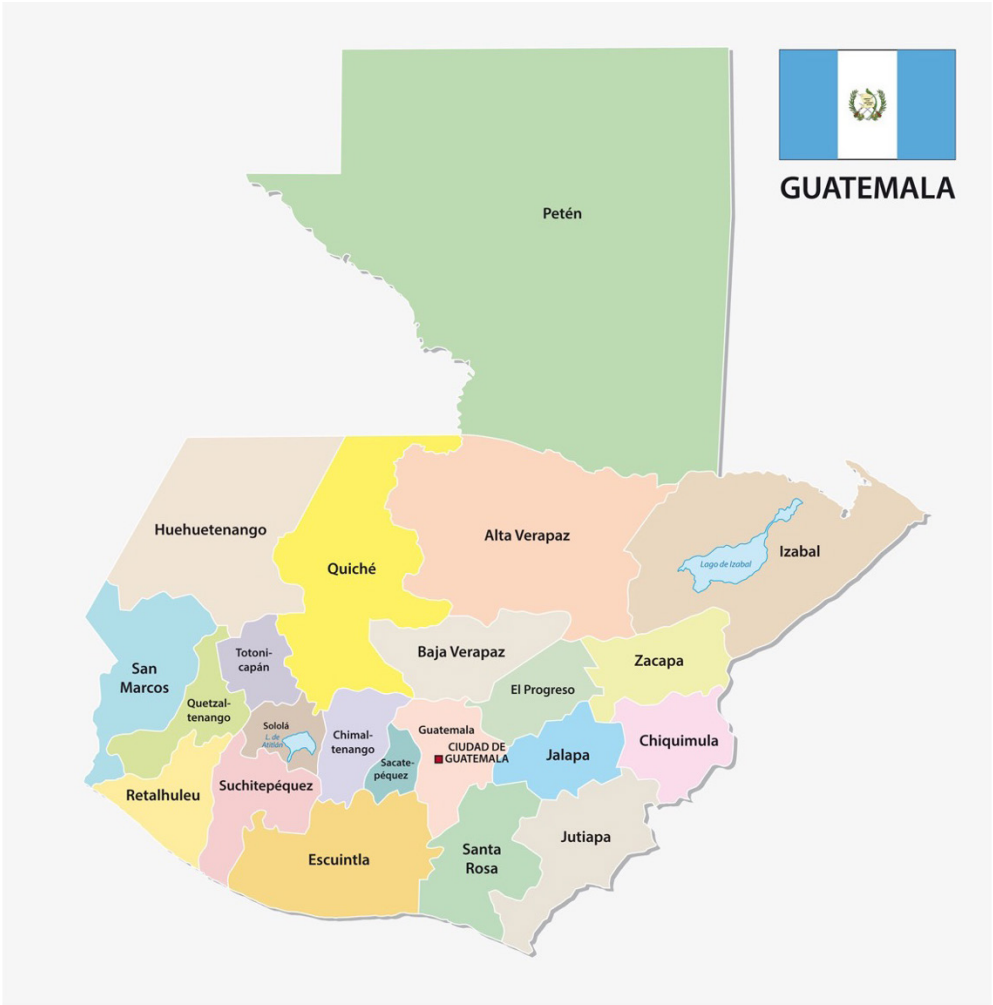 GUATEMALA
Petén
Huehuetenango
Quiché
Alta Verapaz
Izabal
Lago de Izabal
San
Marcos
Totoni-
capán
Quetzal-
tenango
Baja Verapaz
Zacapa
El Progreso
Sololá
L. de
Atitlán
Chimal-
tenango
Sacate-
péquez
Guatemala
CIUDAD DE
GUATEMALA
Jalapa
Chiquimula
Retalhuleu
Suchitepéquez
Escuintla
Santa
Rosa
Jutiapa